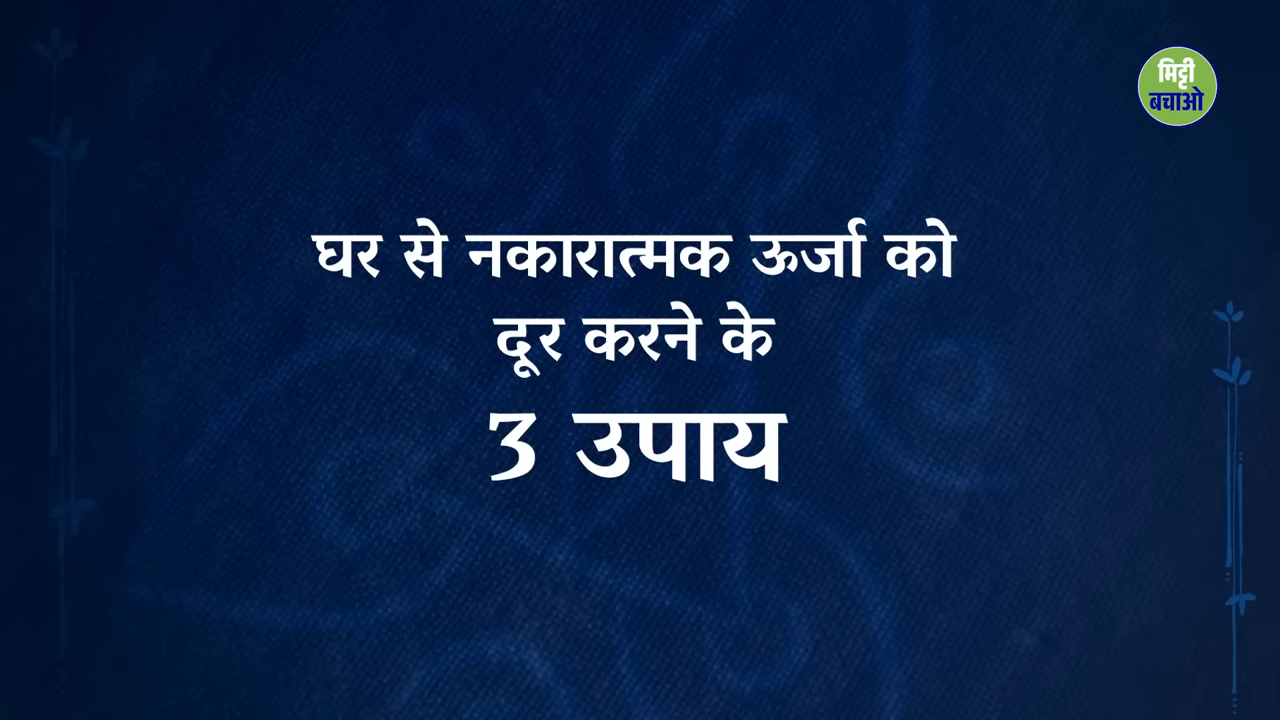 मिट्टी
बचाओ
घर से नकारात्मक ऊर्जा को
दूर करने के
3 उपाय